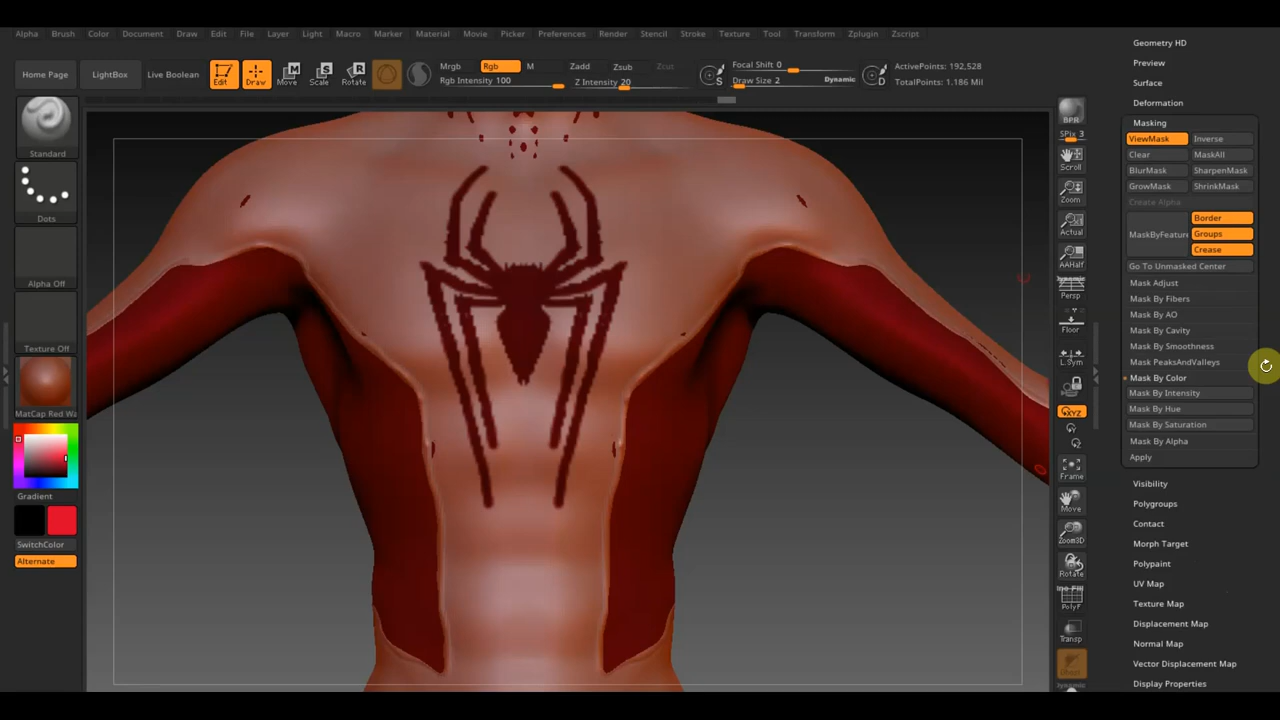 Alpha Brush Color Document Draw Edit File Layer Light Macro Marker Material Movie Picker Preferences Render Stencil Stroke Texture Tool Transform Zplugin Zscript
Home Page LightBox Live Boolean Edit Draw Move Scale Rotate
Mrgb Rgb M Zadd Zsub Zcut
Rgb Intensity 100 Z Intensity 20
S Focal Shift 0
Draw Size 2 Dynamic
D ActivePoints: 192,528
TotalPoints: 1.186 Mil
Standard
Dots
Alpha Off
Texture Off
MatCap Red Wa
Gradient
SwitchColor
Alternate
BPR
SPix 3
Scroll
Zoom
Actual
AAHalf
Dynamic
Persp
Floor
L.Sym
XYZ
Y
Z
Frame
Move
Zoom3D
Rotate
PolyF
Transp
Dynamic
Geometry HD
Preview
Surface
Deformation
Masking
ViewMask Inverse
Clear MaskAll
BlurMask SharpenMask
GrowMask ShrinkMask
Create Alpha
MaskByFeature Border
Groups
Crease
Go To Unmasked Center
Mask Adjust
Mask By Fibers
Mask By AO
Mask By Cavity
Mask By Smoothness
Mask PeaksAndValleys
Mask By Color
Mask By Intensity
Mask By Hue
Mask By Saturation
Mask By Alpha
Apply
Visibility
Polygroups
Contact
Morph Target
Polypaint
UV Map
Texture Map
Displacement Map
Normal Map
Vector Displacement Map
Display Properties